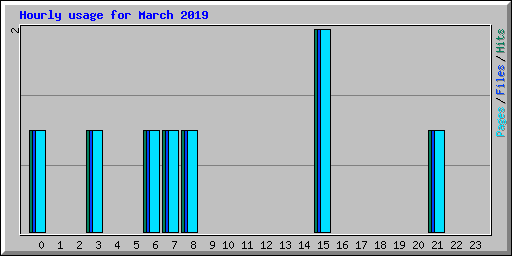 Hourly usage for March 2019
2
Pages/Files/Hits
0 1 2 3 4 5 6 7 8 9 10 11 12 13 14 15 16 17 18 19 20 21 22 23